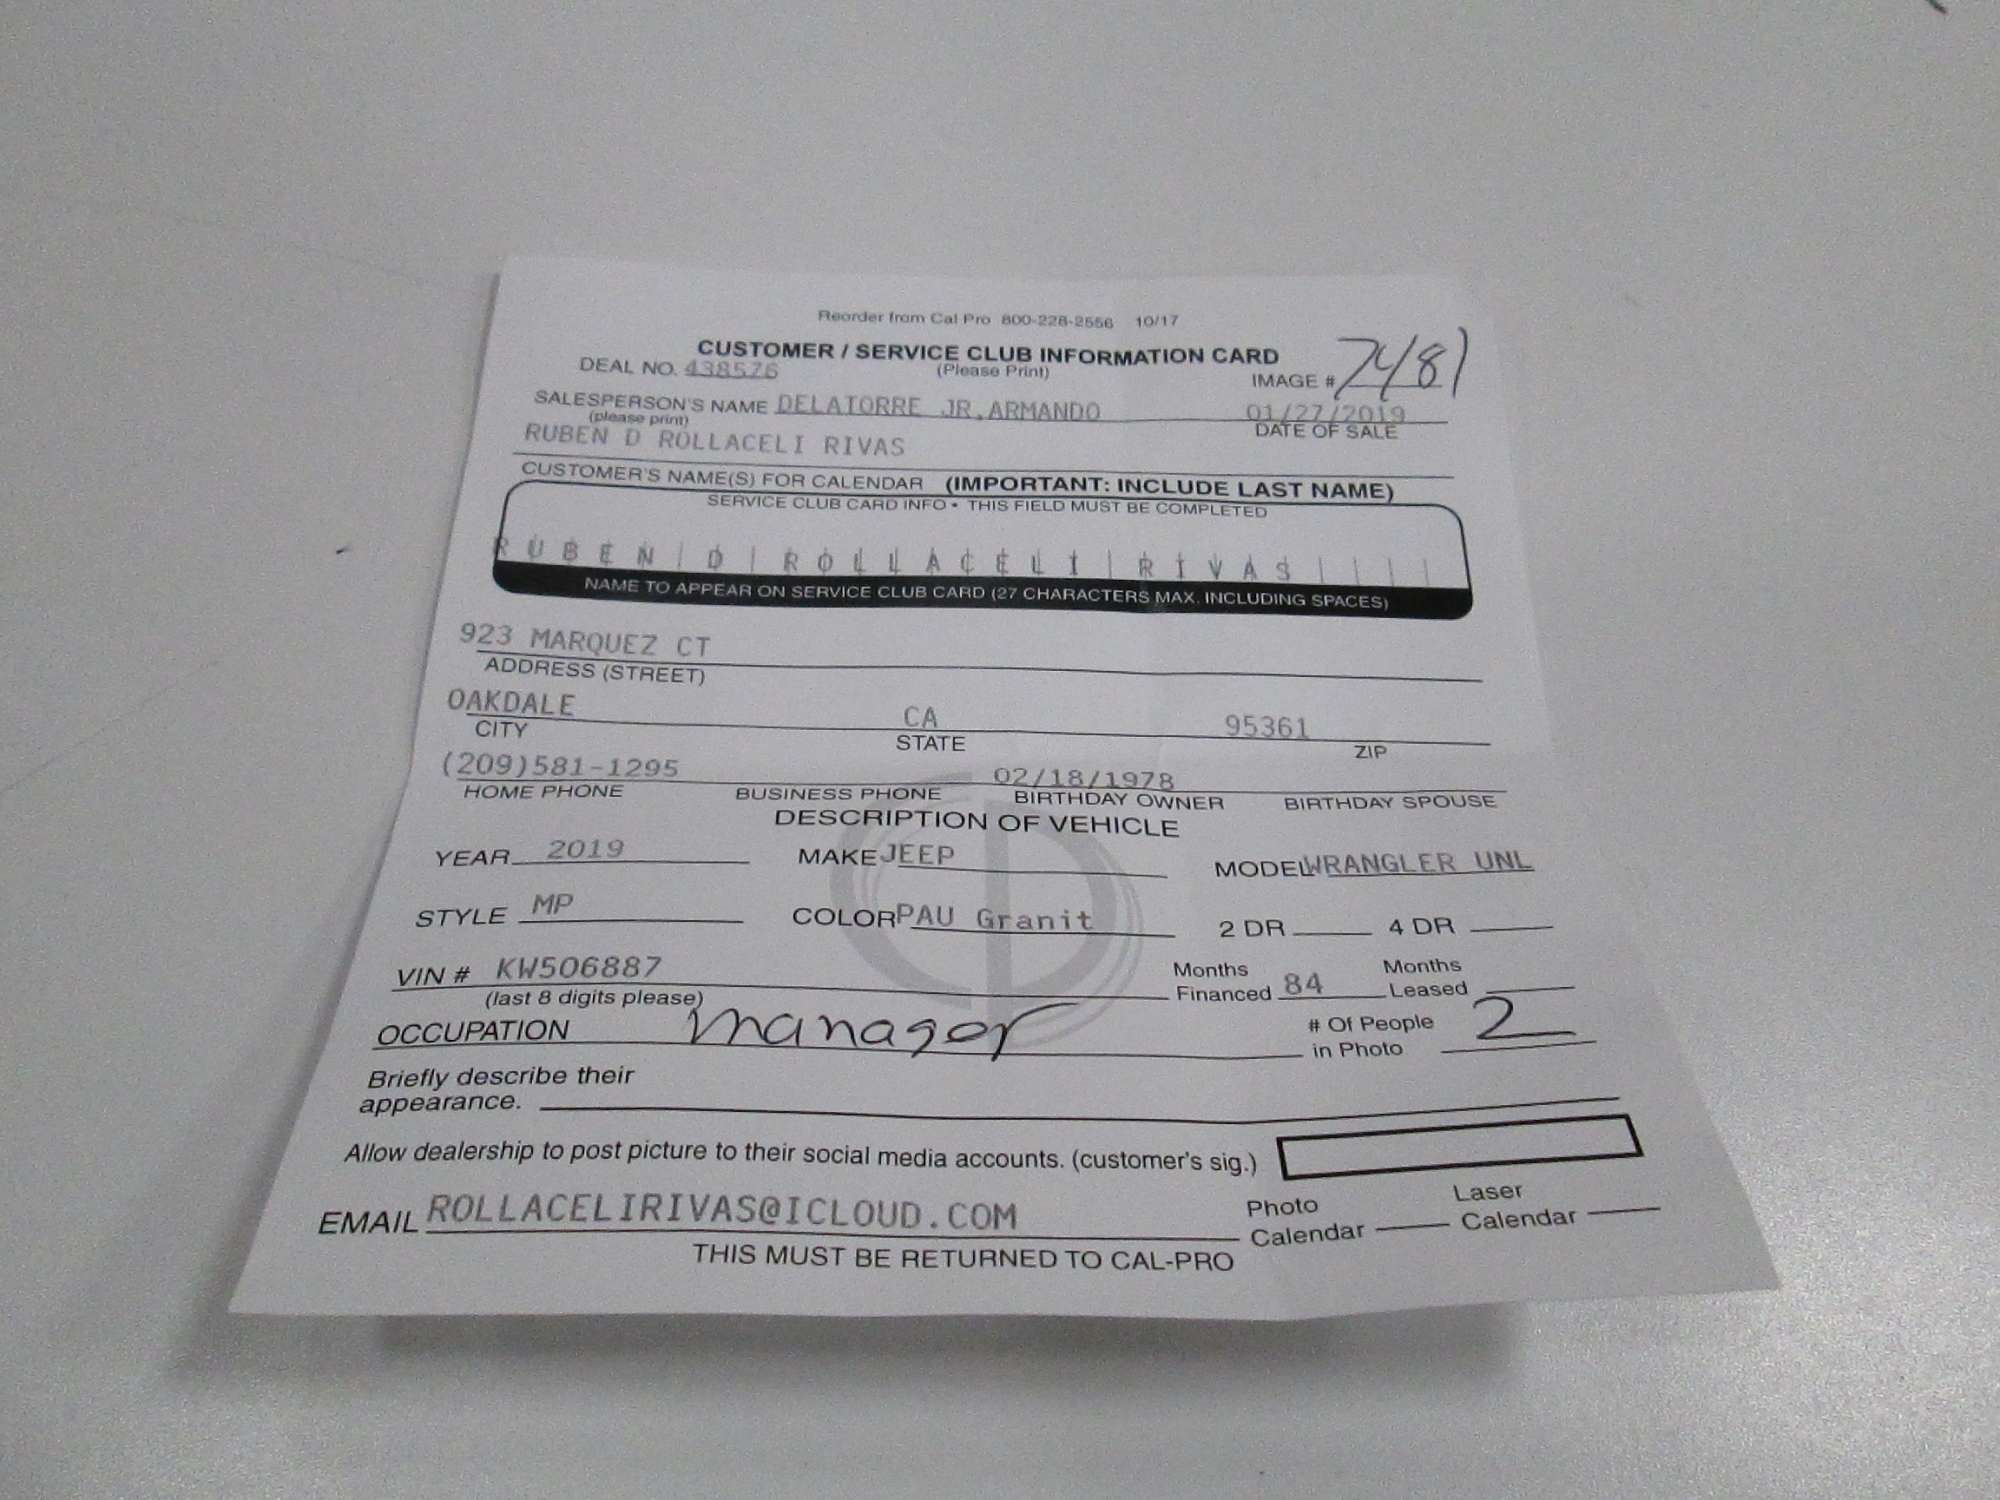 Reorder from Cal Pro 800-228-2556 10/17
CUSTOMER / SERVICE CLUB INFORMATION CARD
DEAL NO. 438576 (Please Print) IMAGE # 7481
SALESPERSON'S NAME DELATORRE JR,ARMANDO 01/27/2019
(please print) DATE OF SALE
RUBEN D ROLLACELI RIVAS
CUSTOMER'S NAME(S) FOR CALENDAR (IMPORTANT: INCLUDE LAST NAME)
SERVICE CLUB CARD INFO • THIS FIELD MUST BE COMPLETED
RUBEN D ROLLACELI RIVAS
NAME TO APPEAR ON SERVICE CLUB CARD (27 CHARACTERS MAX. INCLUDING SPACES)
923 MARQUEZ CT
ADDRESS (STREET)
OAKDALE CA 95361
CITY STATE ZIP
(209)581-1295 02/18/1978
HOME PHONE BUSINESS PHONE BIRTHDAY OWNER BIRTHDAY SPOUSE
DESCRIPTION OF VEHICLE
YEAR 2019 MAKE JEEP MODEL WRANGLER UNL
STYLE MP COLOR PAU Granit 2 DR 4 DR
VIN # KW506887 Months Financed 84 Months Leased
(last 8 digits please)
OCCUPATION manager # Of People in Photo 2
Briefly describe their
appearance.
Allow dealership to post picture to their social media accounts. (customer's sig.)
EMAIL ROLLACELIRIVAS@ICLOUD.COM Photo Calendar Laser Calendar
THIS MUST BE RETURNED TO CAL-PRO